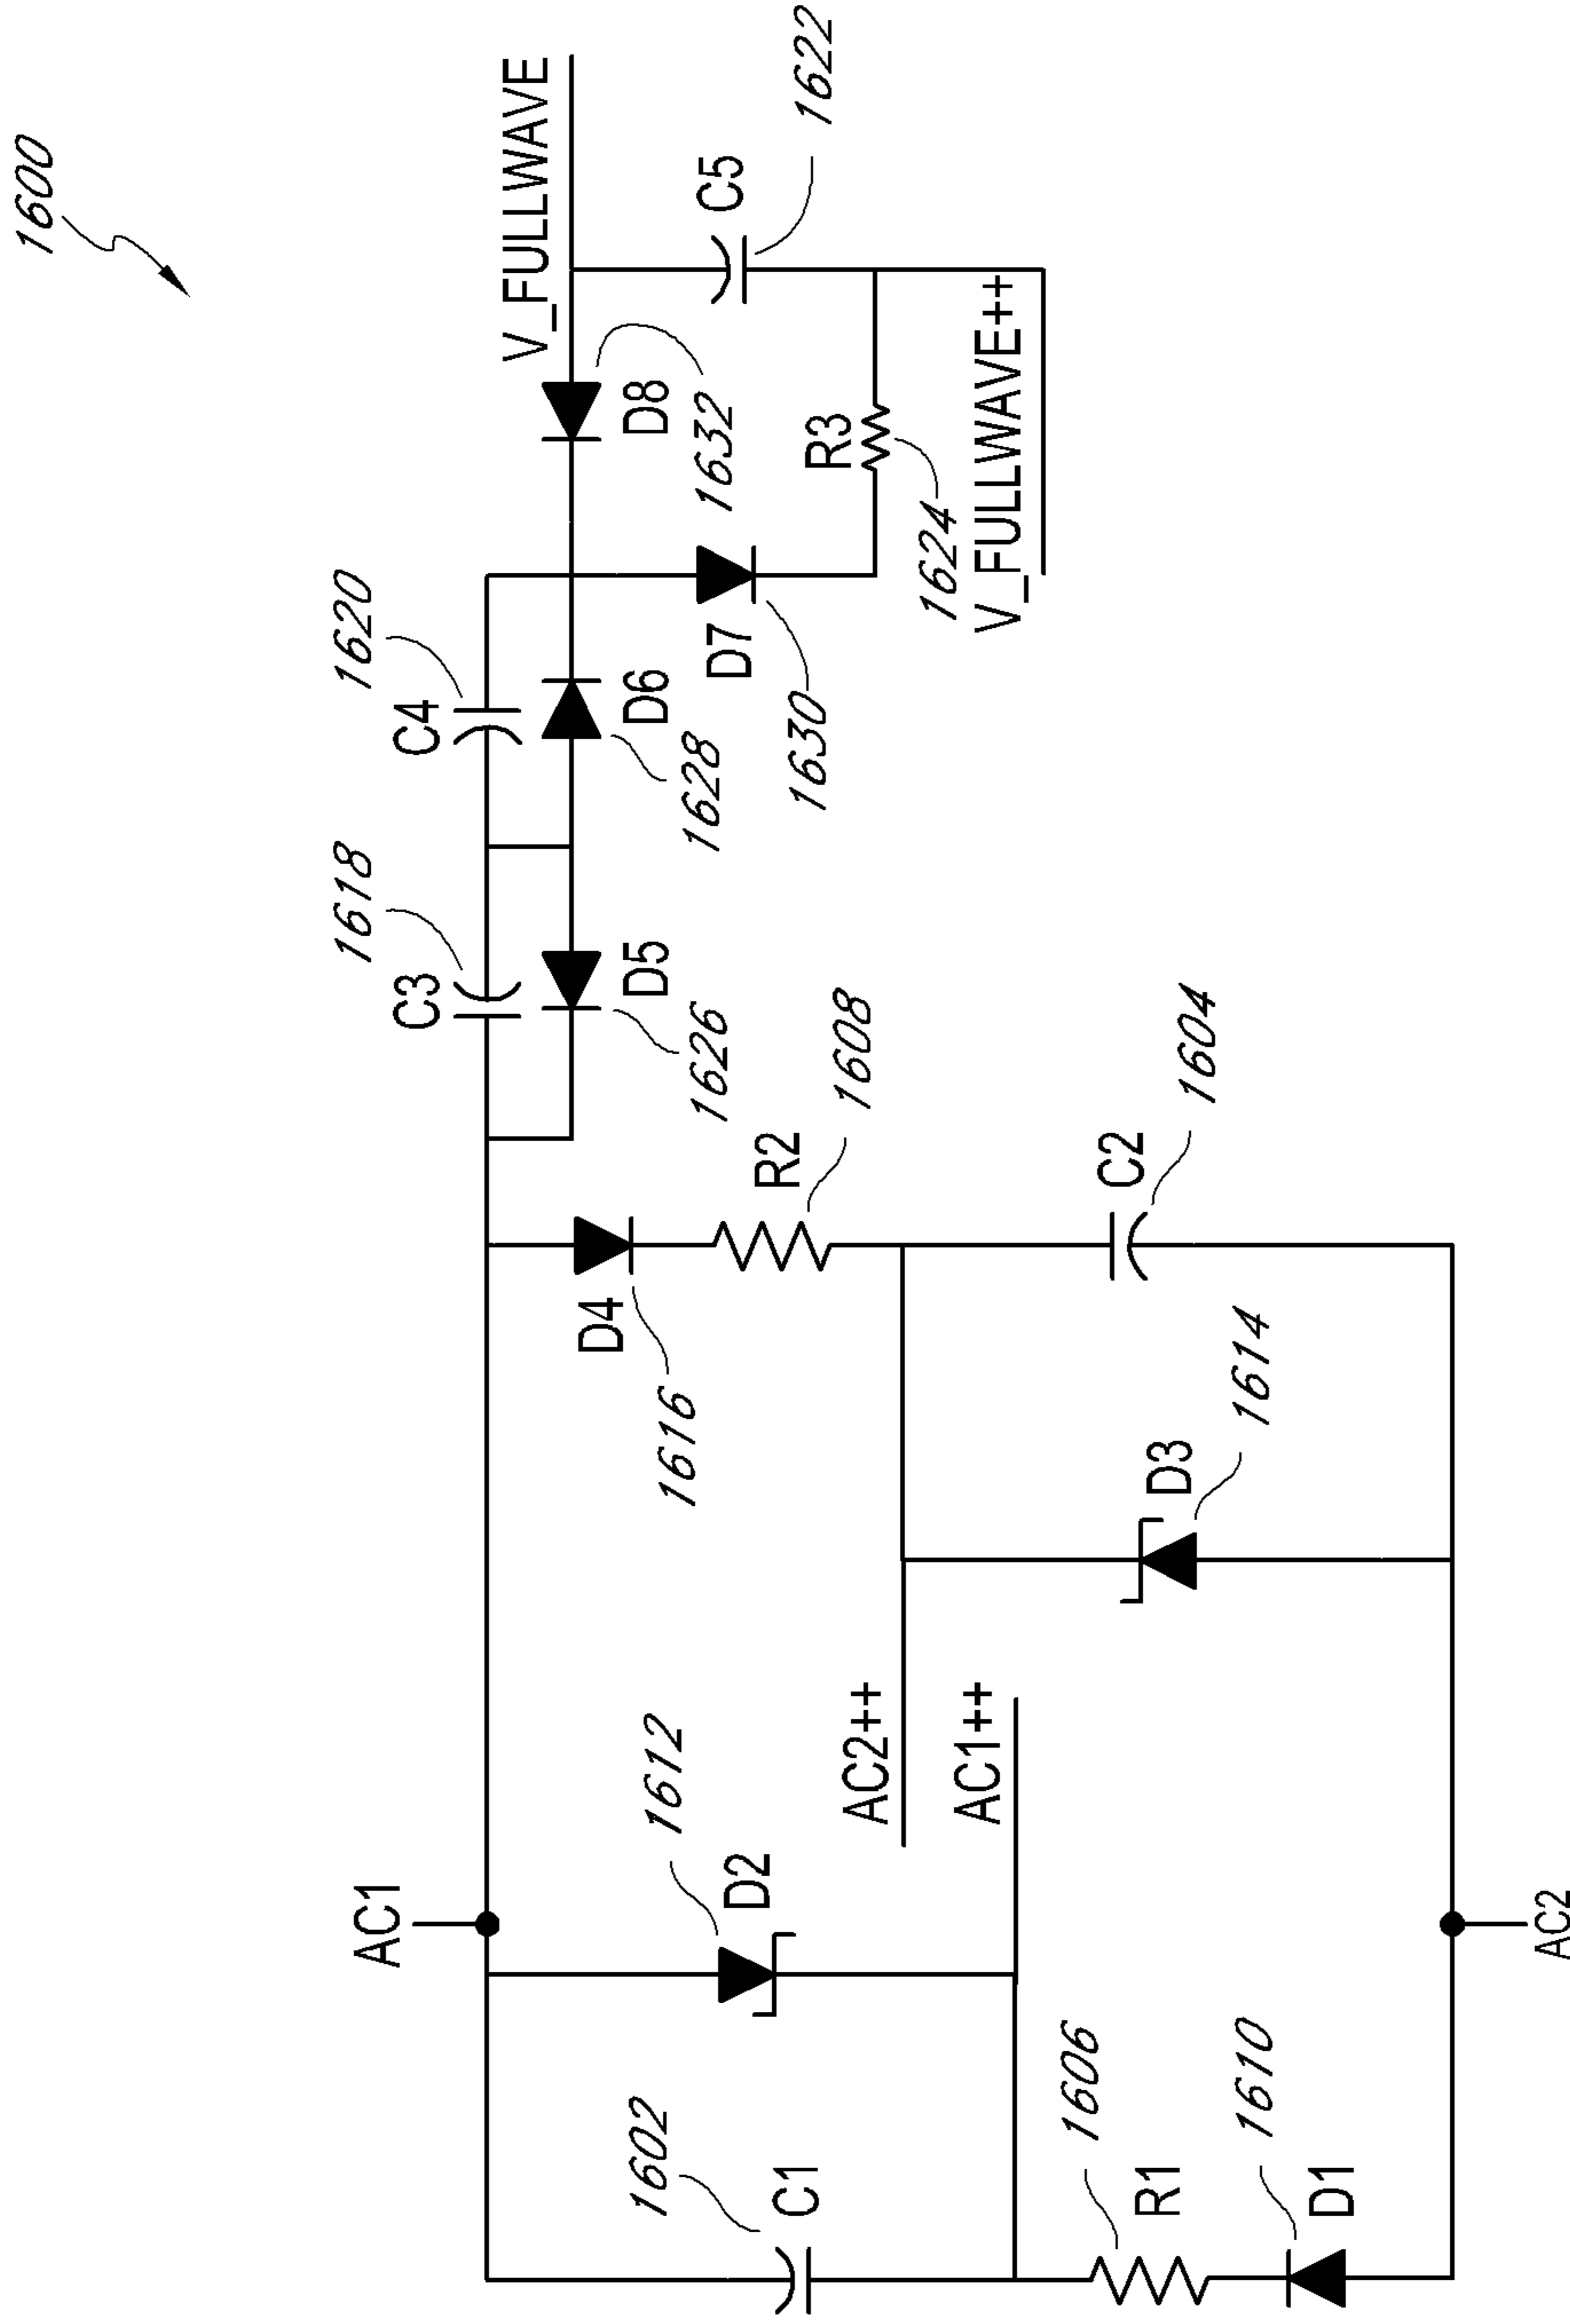 1600
V_FULLWAVE
C5
1622
D8
1632
R3
1624
V_FULLWAVE++
C4
1620
D6
1628
D7
1630
C3
1618
D5
1626
R2
1608
C2
1604
D4
1616
D3
1614
AC1
AC2++
AC1++
D2
1612
C1
1602
R1
1606
D1
1610
AC2